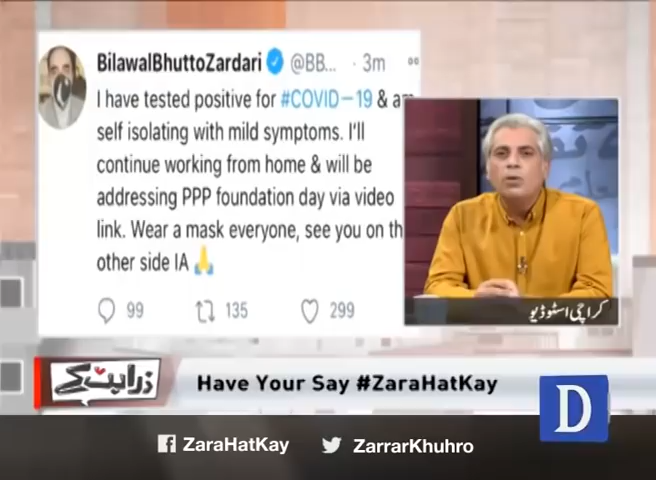 BilawalBhuttoZardari @BB... · 3m
I have tested positive for #COVID-19 & am
self isolating with mild symptoms. I'll
continue working from home & will be
addressing PPP foundation day via video
link. Wear a mask everyone, see you on th
other side IA 🙏
99 135 299
کراچی اسٹوڈیو
ذرا ہٹ کے
Have Your Say #ZaraHatKay
D
ZaraHatKay ZarrarKhuhro